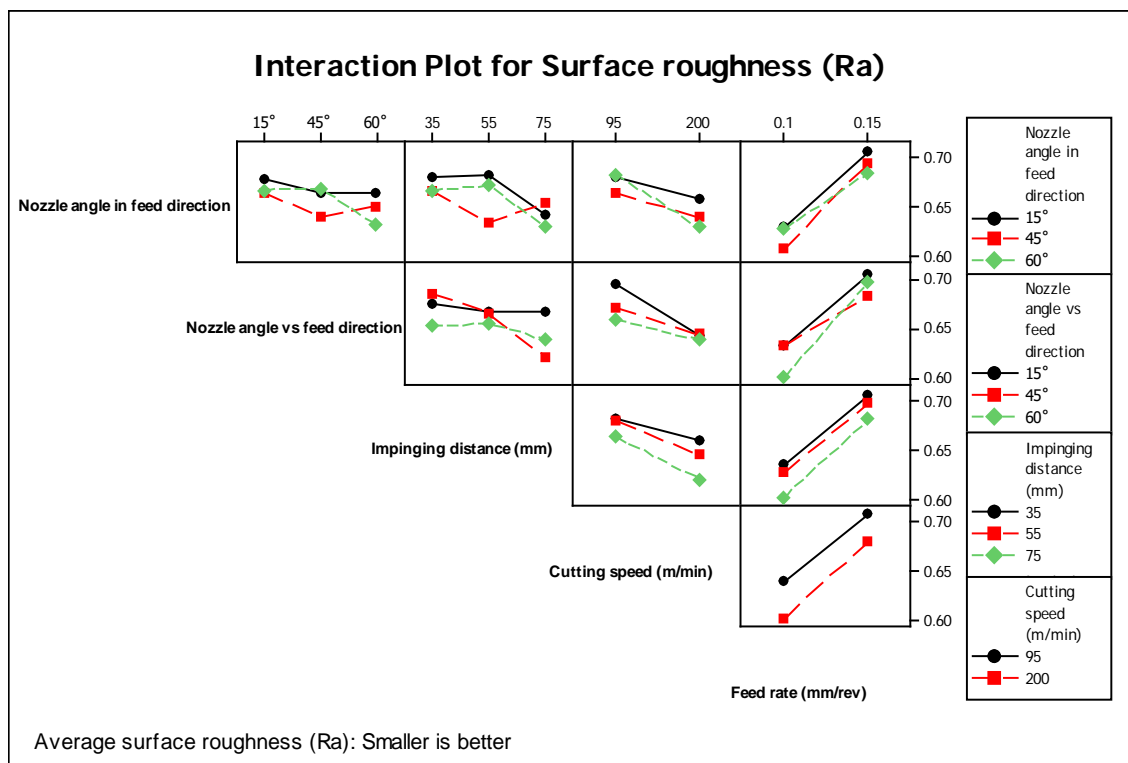 Interaction Plot for Surface roughness (Ra)
15° 45° 60° 35 55 75 95 200 0.1 0.15
Nozzle angle in feed direction
0.70
0.65
0.60
Nozzle angle vs feed direction
0.70
0.65
0.60
Impinging distance (mm)
0.70
0.65
0.60
Cutting speed (m/min)
0.70
0.65
0.60
Feed rate (mm/rev)
Nozzle
angle in
feed
direction
15°
45°
60°
Nozzle
angle vs
feed
direction
15°
45°
60°
Impinging
distance
(mm)
35
55
75
Cutting
speed
(m/min)
95
200
Average surface roughness (Ra): Smaller is better